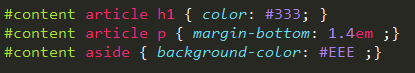 #content article h1 { color: #333; }
#content article p { margin-bottom: 1.4em ;}
#content aside { background-color: #EEE ;}